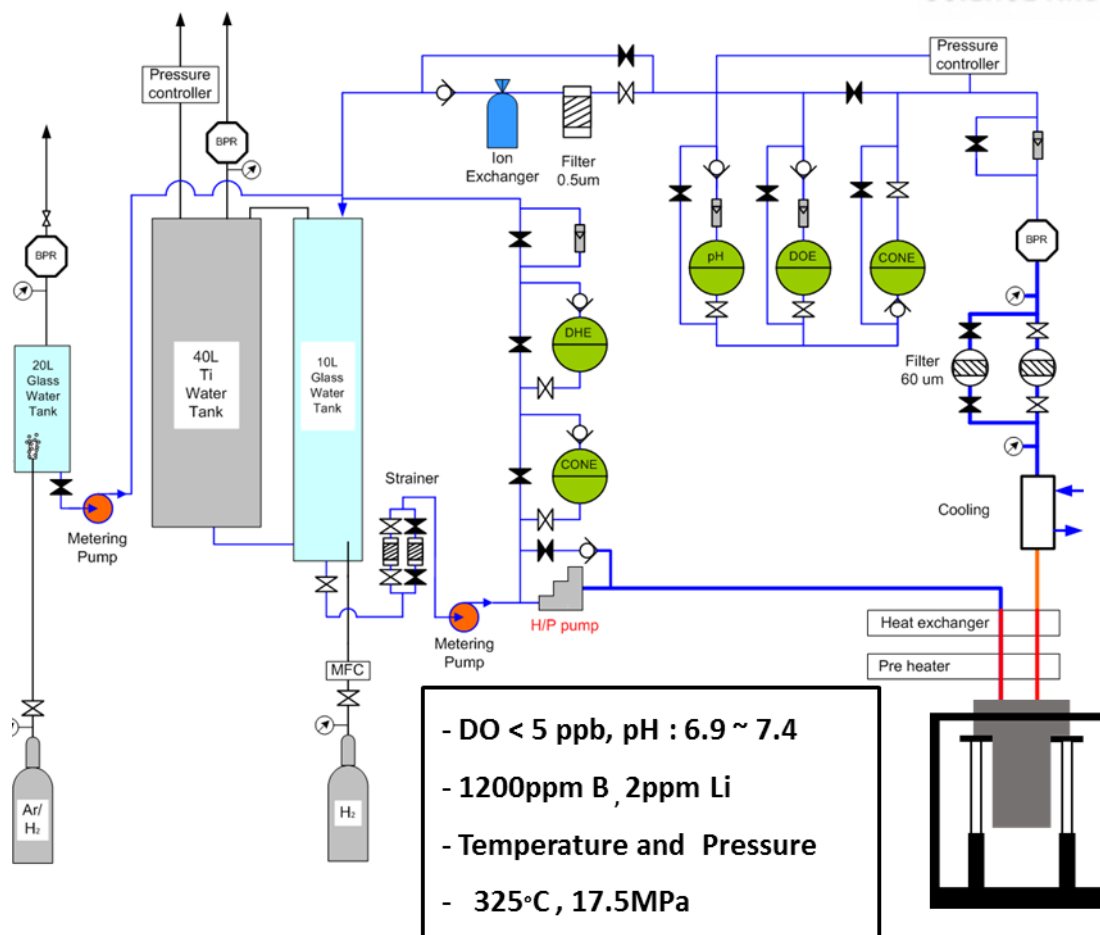 Pressure
controller
BPR
BPR
20L
Glass
Water
Tank
40L
Ti
Water
Tank
10L
Glass
Water
Tank
Metering
Pump
Ar/
H2
MFC
H2
Strainer
Metering
Pump
H/P pump
Ion
Exchanger
Filter
0.5um
DHE
CONE
pH
DOE
CONE
Pressure
controller
BPR
Filter
60 um
Cooling
Heat exchanger
Pre heater
- DO < 5 ppb, pH : 6.9 ~ 7.4
- 1200ppm B , 2ppm Li
- Temperature and Pressure
- 325°C , 17.5MPa